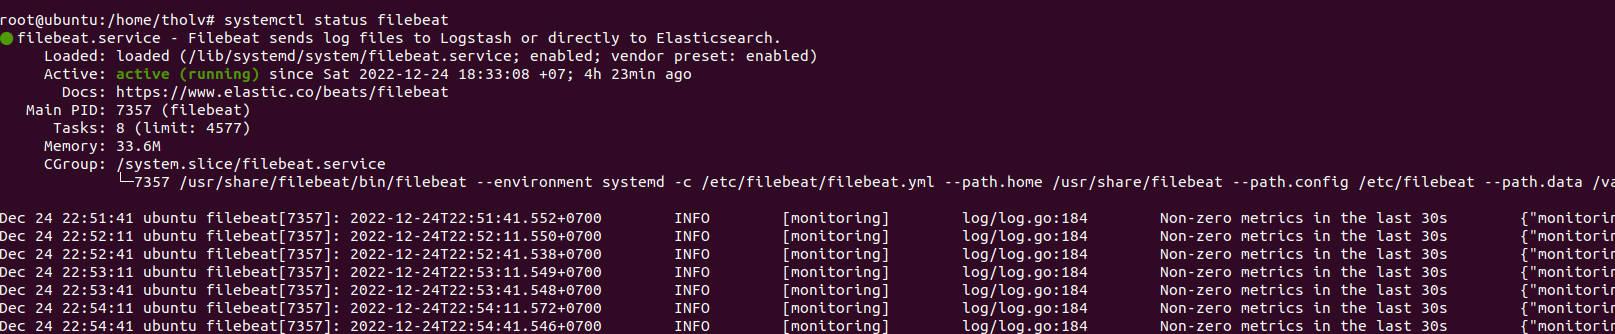 root@ubuntu:/home/tholv# systemctl status filebeat
● filebeat.service - Filebeat sends log files to Logstash or directly to Elasticsearch.
     Loaded: loaded (/lib/systemd/system/filebeat.service; enabled; vendor preset: enabled)
     Active: active (running) since Sat 2022-12-24 18:33:08 +07; 4h 23min ago
       Docs: https://www.elastic.co/beats/filebeat
   Main PID: 7357 (filebeat)
      Tasks: 8 (limit: 4577)
     Memory: 33.6M
     CGroup: /system.slice/filebeat.service
             └─7357 /usr/share/filebeat/bin/filebeat --environment systemd -c /etc/filebeat/filebeat.yml --path.home /usr/share/filebeat --path.config /etc/filebeat --path.data /va
Dec 24 22:51:41 ubuntu filebeat[7357]: 2022-12-24T22:51:41.552+0700        INFO        [monitoring]        log/log.go:184        Non-zero metrics in the last 30s        {"monitorin
Dec 24 22:52:11 ubuntu filebeat[7357]: 2022-12-24T22:52:11.550+0700        INFO        [monitoring]        log/log.go:184        Non-zero metrics in the last 30s        {"monitorin
Dec 24 22:52:41 ubuntu filebeat[7357]: 2022-12-24T22:52:41.538+0700        INFO        [monitoring]        log/log.go:184        Non-zero metrics in the last 30s        {"monitorin
Dec 24 22:53:11 ubuntu filebeat[7357]: 2022-12-24T22:53:11.549+0700        INFO        [monitoring]        log/log.go:184        Non-zero metrics in the last 30s        {"monitorin
Dec 24 22:53:41 ubuntu filebeat[7357]: 2022-12-24T22:53:41.548+0700        INFO        [monitoring]        log/log.go:184        Non-zero metrics in the last 30s        {"monitorin
Dec 24 22:54:11 ubuntu filebeat[7357]: 2022-12-24T22:54:11.572+0700        INFO        [monitoring]        log/log.go:184        Non-zero metrics in the last 30s        {"monitorin
Dec 24 22:54:41 ubuntu filebeat[7357]: 2022-12-24T22:54:41.546+0700        INFO        [monitoring]        log/log.go:184        Non-zero metrics in the last 30s        {"monitorin